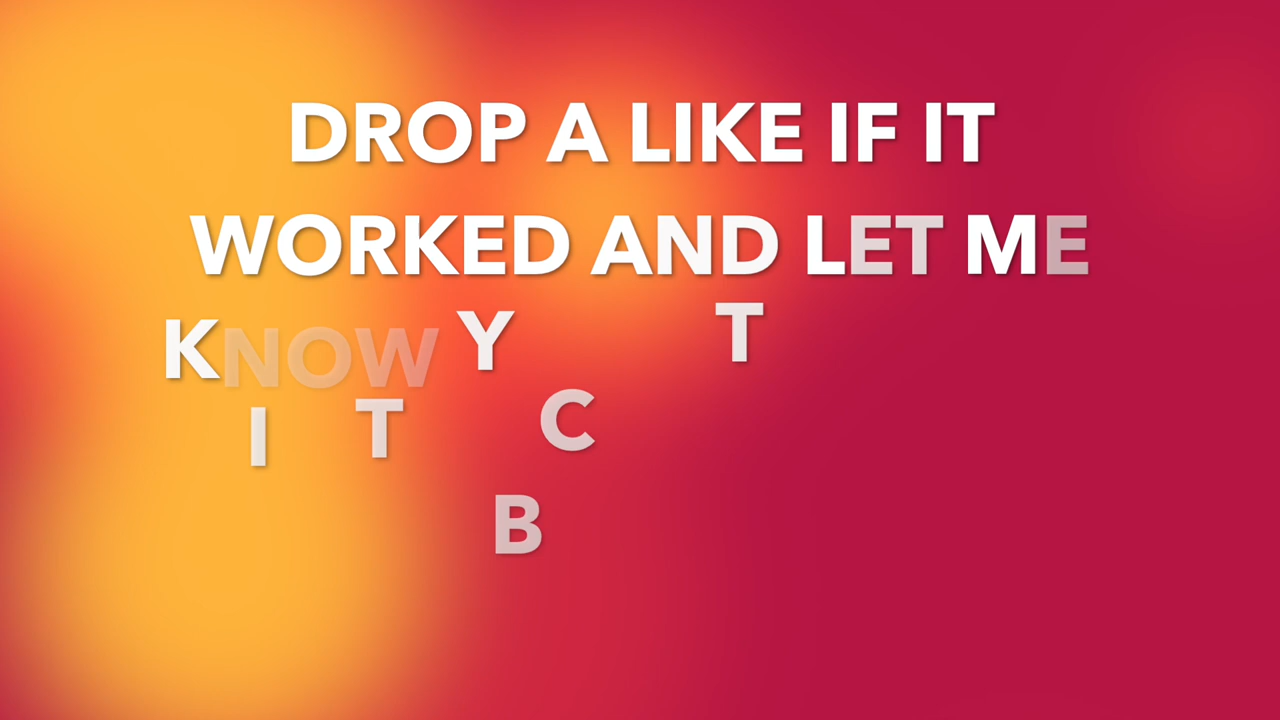 DROP A LIKE IF IT
WORKED AND LET ME
KNOW Y T
I T C
B